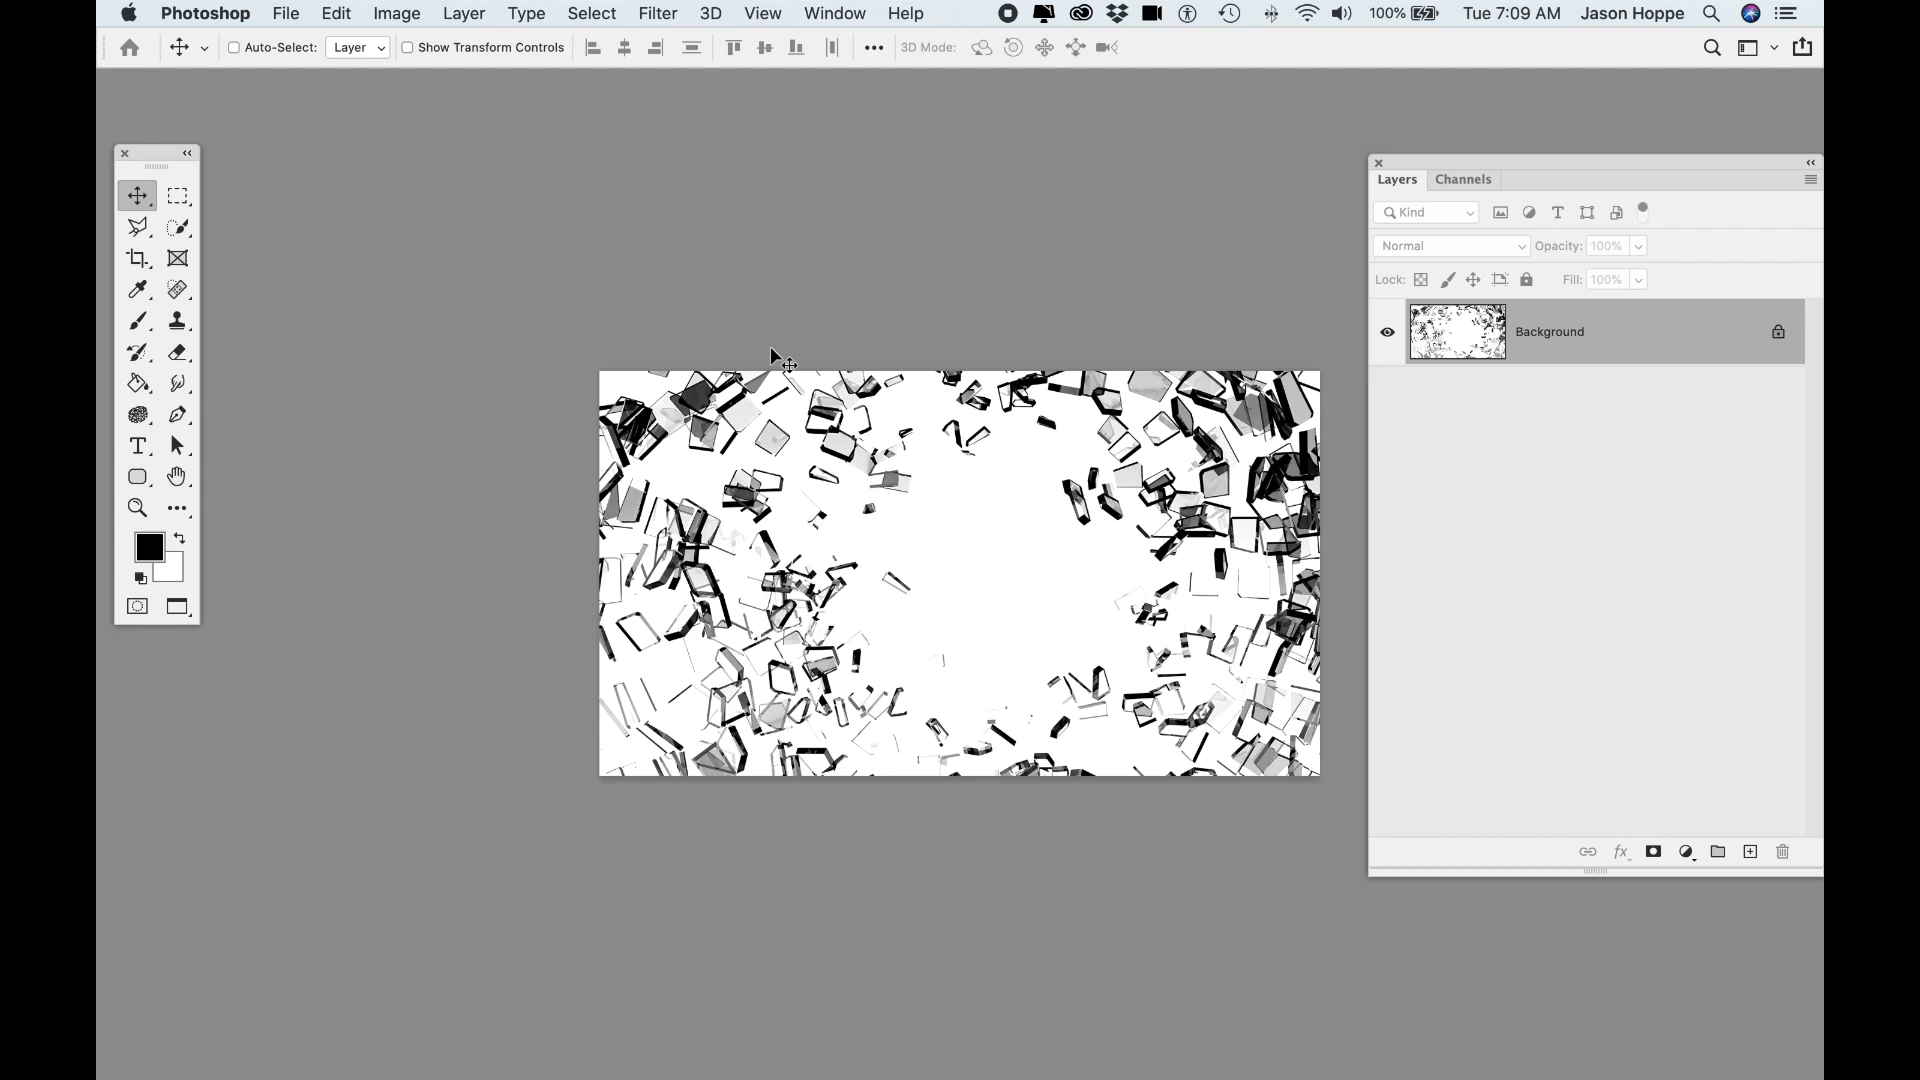 Photoshop File Edit Image Layer Type Select Filter 3D View Window Help 100% Tue 7:09 AM Jason Hoppe
Auto-Select: Layer Show Transform Controls 3D Mode:
Layers Channels
Kind
Normal Opacity: 100%
Lock: Fill: 100%
Background